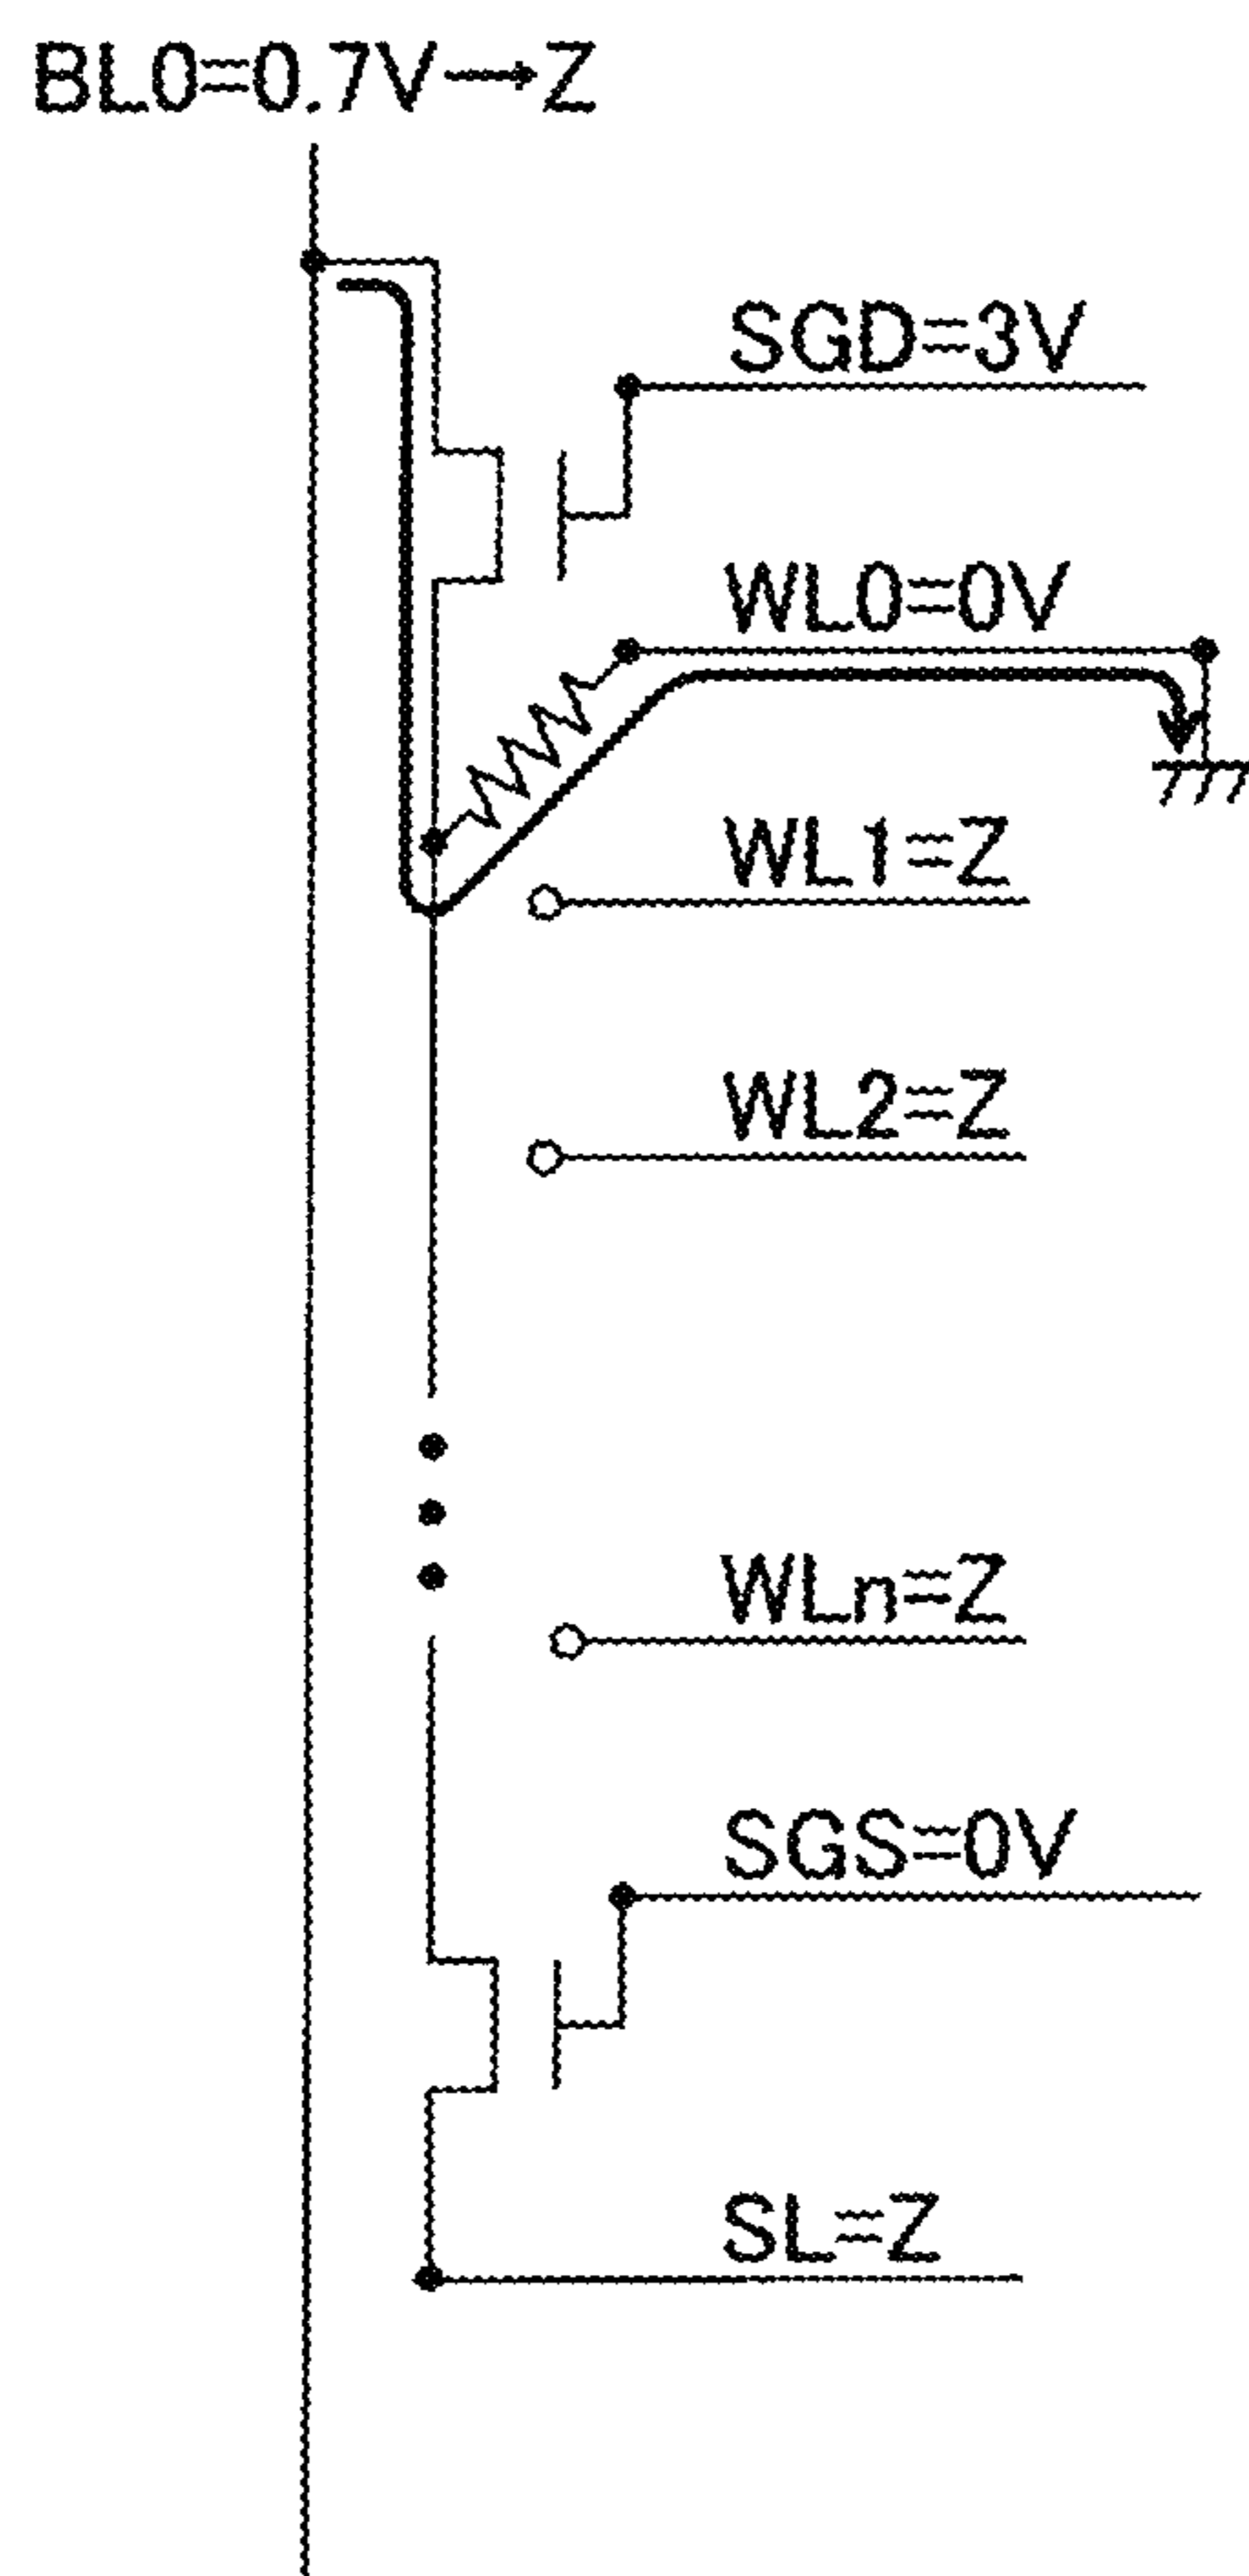 BL0=0.7V→Z
SGD=3V
WL0=0V
WL1=Z
WL2=Z
WLn=Z
SGS=0V
SL=Z